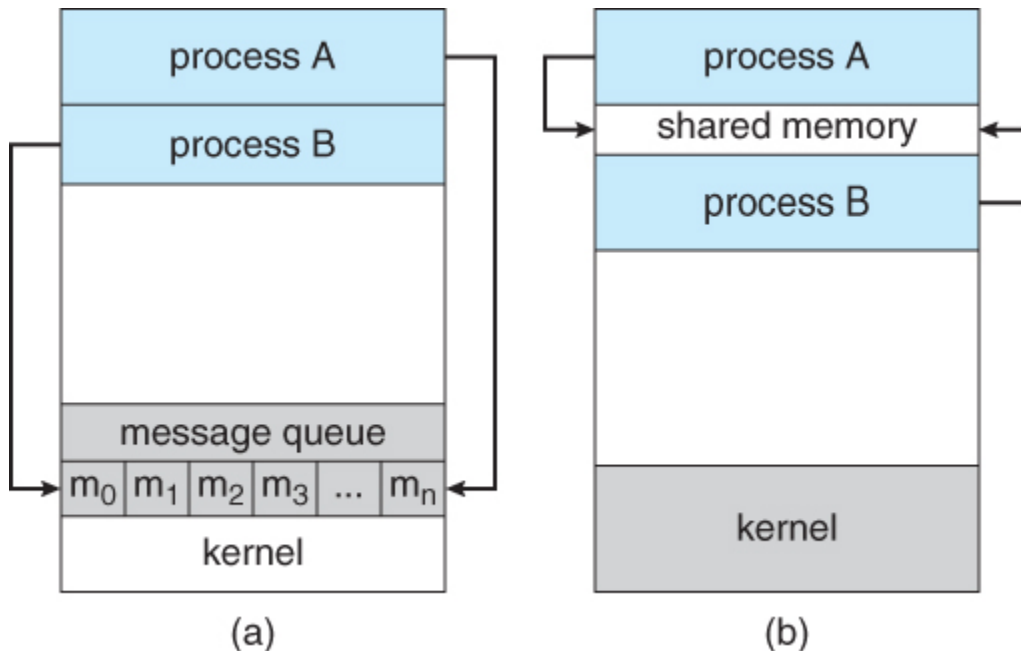 process A
process B
message queue
m0 m1 m2 m3 ... mn
kernel
(a)
process A
shared memory
process B
kernel
(b)